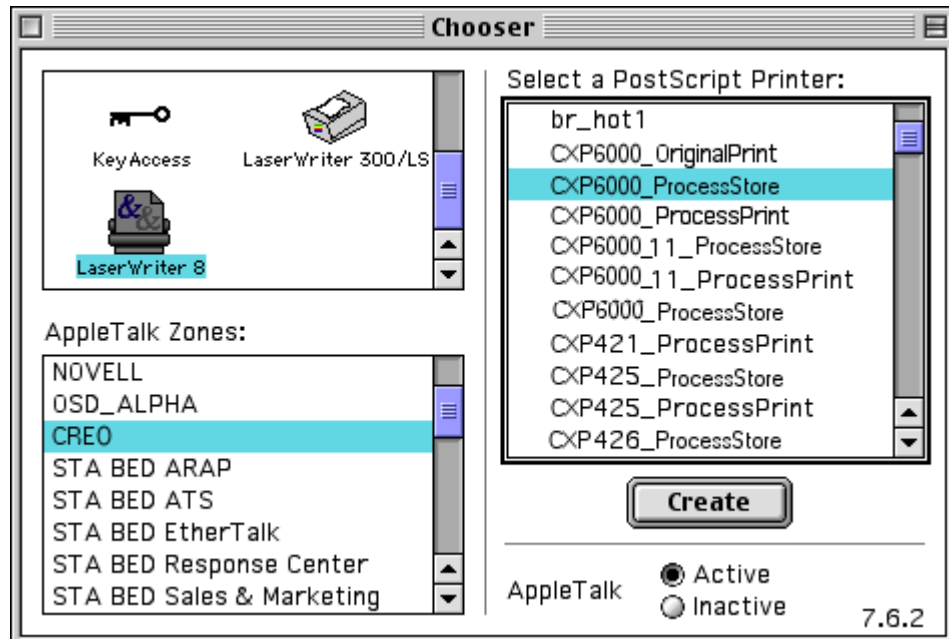 Chooser
KeyAccess
LaserWriter 300/LS
LaserWriter 8
AppleTalk Zones:
NOVELL
OSD_ALPHA
CREO
STA BED ARAP
STA BED ATS
STA BED EtherTalk
STA BED Response Center
STA BED Sales & Marketing
Select a PostScript Printer:
br_hot1
CXP6000_OriginalPrint
CXP6000_ProcessStore
CXP6000_ProcessPrint
CXP6000_11_ProcessStore
CXP6000_11_ProcessPrint
CXP6000_ProcessStore
CXP421_ProcessPrint
CXP425_ProcessStore
CXP425_ProcessPrint
CXP426_ProcessStore
Create
AppleTalk
Active
Inactive
7.6.2